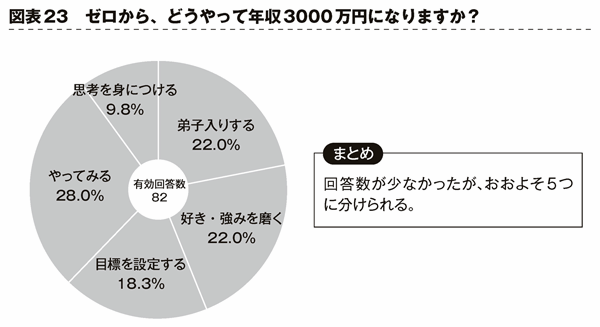 図表23 ゼロから、どうやって年収3000万円になりますか？
思考を身につける
9.8%
弟子入りする
22.0%
やってみる
28.0%
有効回答数
82
好き・強みを磨く
22.0%
目標を設定する
18.3%
まとめ
回答数が少なかったが、おおよそ5つ
に分けられる。